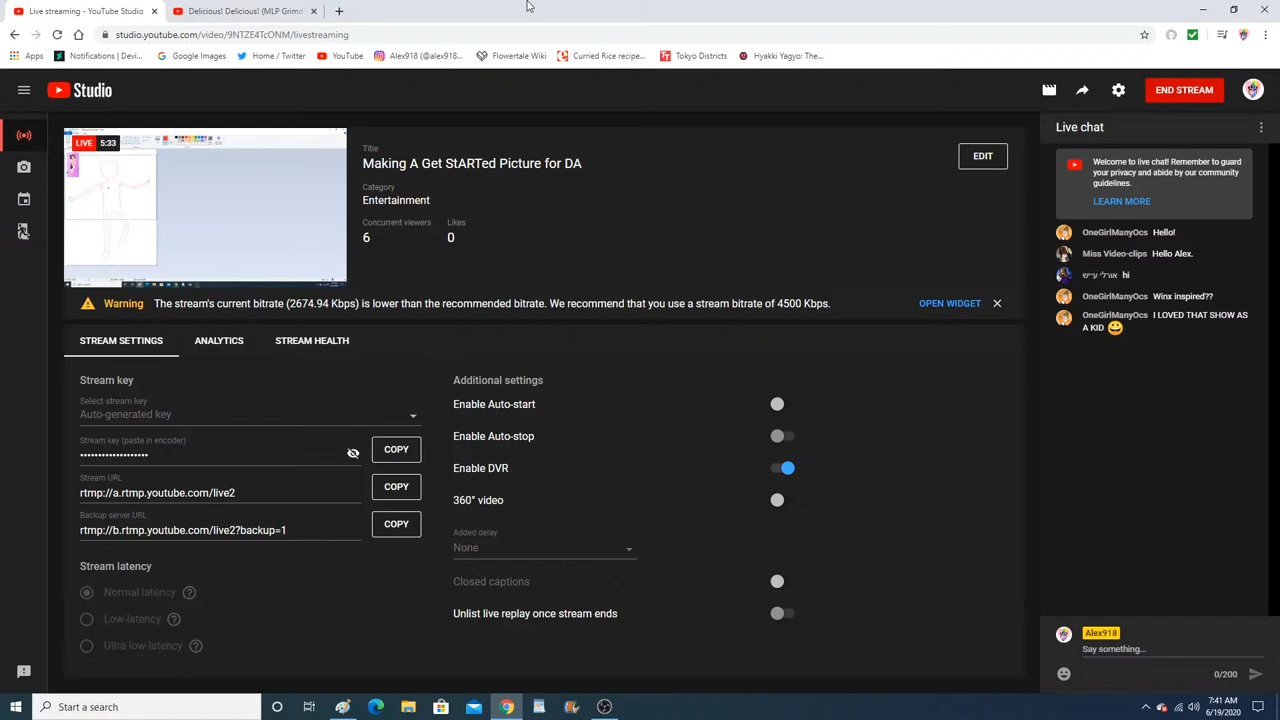 Live streaming - YouTube Studio
Delicious! Delicious! (MLP Grimd
studio.youtube.com/video/9NTZE4TcONM/livestreaming
Apps
Notifications | Devi...
Google Images
Home / Twitter
YouTube
Alex918 (@alex918...
Flowertale Wiki
Curried Rice recipe...
TT
Tokyo Districts
Hyakki Yagyo: The...
Studio
END STREAM
LIVE 5:33
Title
Making A Get StARTed Picture for DA
EDIT
Category
Entertainment
Concurrent viewers
Likes
6
0
Warning The stream's current bitrate (2674.94 Kbps) is lower than the recommended bitrate. We recommend that you use a stream bitrate of 4500 Kbps.
OPEN WIDGET
STREAM SETTINGS
ANALYTICS
STREAM HEALTH
Stream key
Select stream key
Auto-generated key
Stream key (paste in encoder)
•••••••••••••••••••
COPY
Stream URL
rtmp://a.rtmp.youtube.com/live2
COPY
Backup server URL
rtmp://b.rtmp.youtube.com/live2?backup=1
COPY
Stream latency
Normal latency
Low-latency
Ultra low-latency
Additional settings
Enable Auto-start
Enable Auto-stop
Enable DVR
360° video
Added delay
None
Closed captions
Unlist live replay once stream ends
Live chat
Welcome to live chat! Remember to guard
your privacy and abide by our community
guidelines.
LEARN MORE
OneGirlManyOcs Hello!
Miss Video-clips Hello Alex.
אורלי עייש hi
OneGirlManyOcs Winx inspired??
OneGirlManyOcs I LOVED THAT SHOW AS
A KID 😀
Alex918
Say something...
0/200
Start a search
7:41 AM
6/19/2020